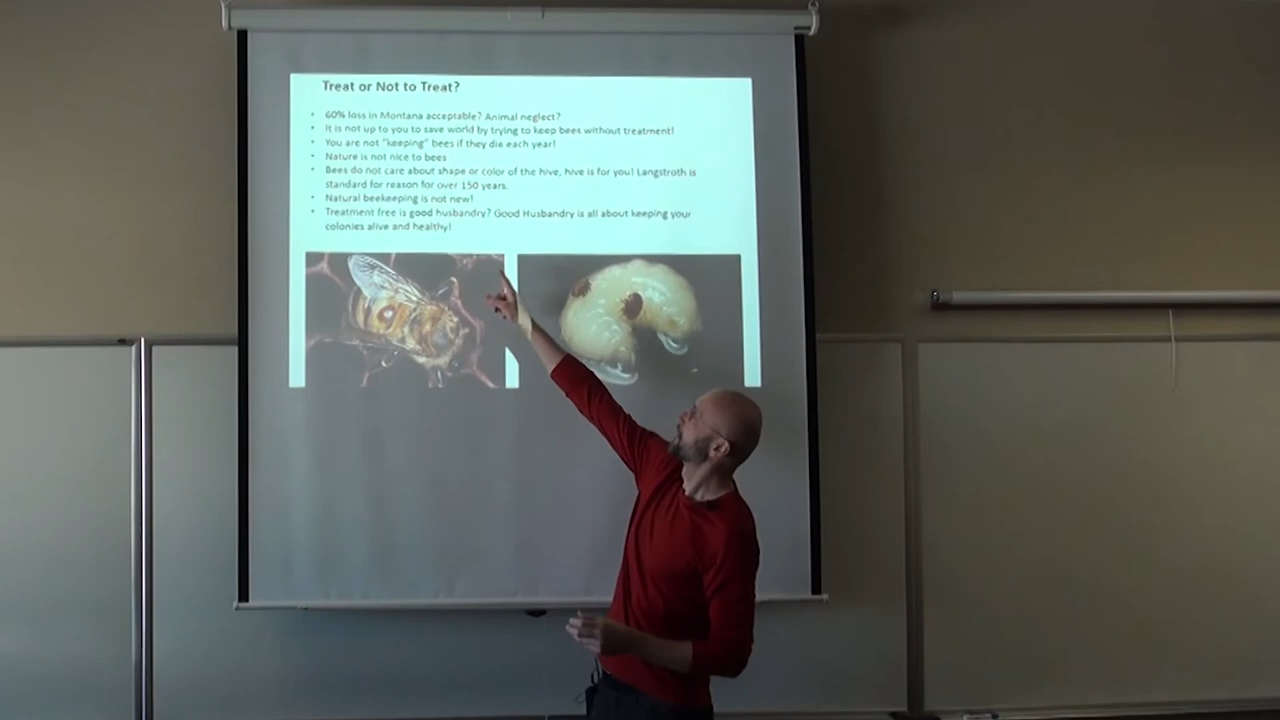 Treat or Not to Treat?
• 60% loss in Montana acceptable? Animal neglect?
• It is not up to you to save world by trying to keep bees without treatment!
• You are not "keeping" bees if they die each year!
• Nature is not nice to bees
• Bees do not care about shape or color of the hive, hive is for you! Langstroth is
standard for reason for over 150 years.
• Natural beekeeping is not new!
• Treatment free is good husbandry? Good Husbandry is all about keeping your
colonies alive and healthy!